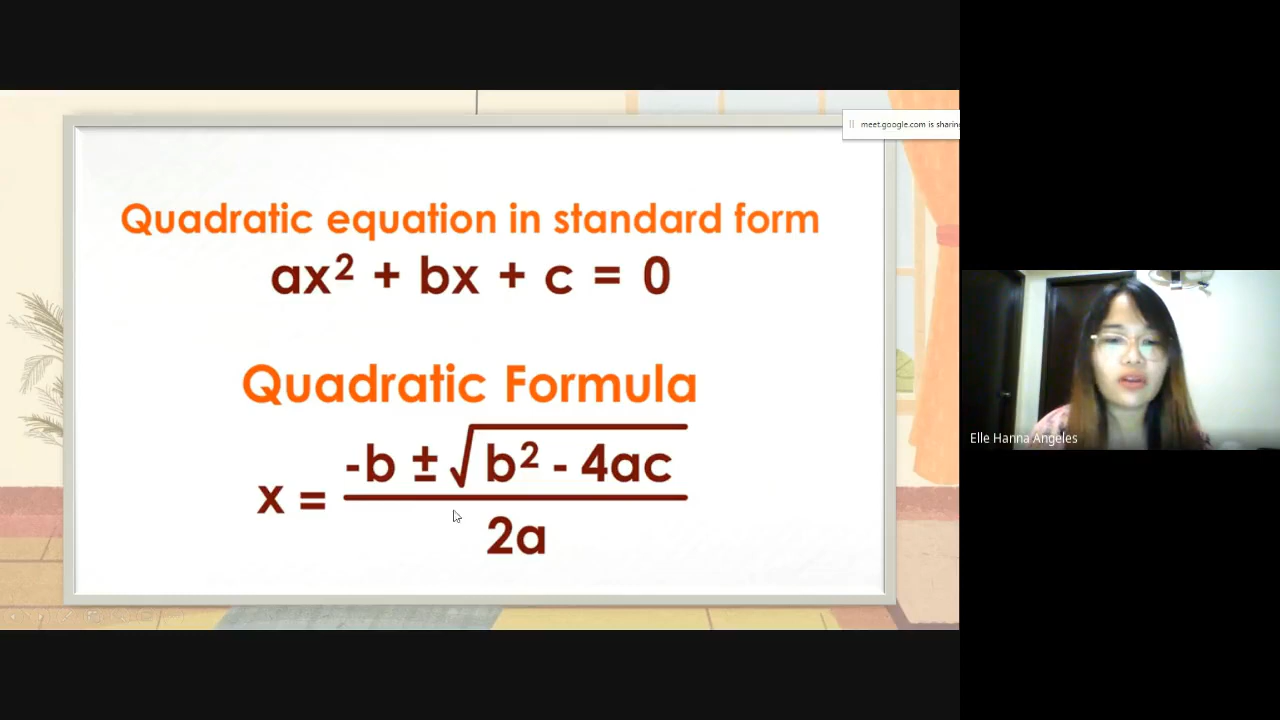 meet.google.com is sharing
Quadratic equation in standard form
ax² + bx + c = 0
Quadratic Formula
x = -b ± √b² - 4ac
2a
Elle Hanna Angeles